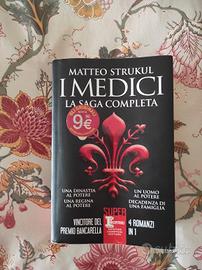 MATTEO STRUKUL
I MEDICI
LA SAGA COMPLETA
9€
UNA DINASTIA
AL POTERE
UNA REGINA
AL POTERE
UN UOMO
AL POTERE
DECADENZA DI
UNA FAMIGLIA
VINCITORE DEL
PREMIO BANCARELLA
SUPER
4 ROMANZI
IN 1